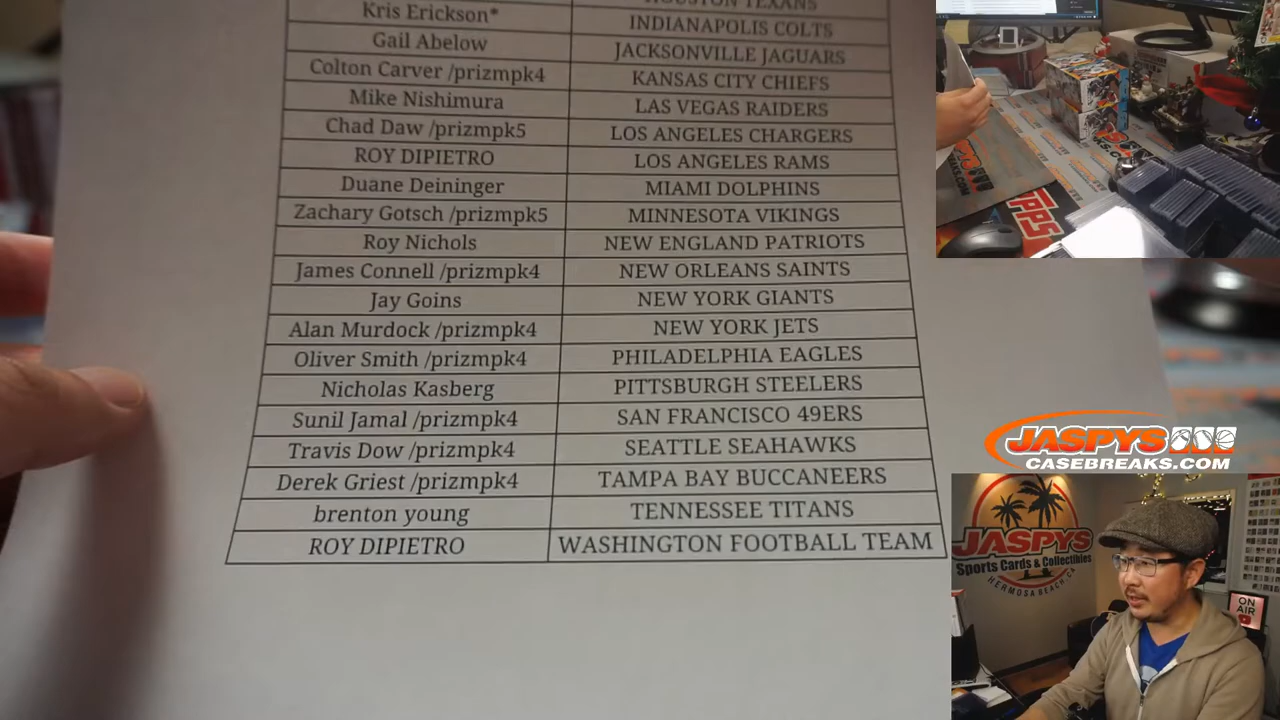 HOUSTON TEXANS
Kris Erickson* INDIANAPOLIS COLTS
Gail Abelow JACKSONVILLE JAGUARS
Colton Carver /prizmpk4 KANSAS CITY CHIEFS
Mike Nishimura LAS VEGAS RAIDERS
Chad Daw /prizmpk5 LOS ANGELES CHARGERS
ROY DIPIETRO LOS ANGELES RAMS
Duane Deininger MIAMI DOLPHINS
Zachary Gotsch /prizmpk5 MINNESOTA VIKINGS
Roy Nichols NEW ENGLAND PATRIOTS
James Connell /prizmpk4 NEW ORLEANS SAINTS
Jay Goins NEW YORK GIANTS
Alan Murdock /prizmpk4 NEW YORK JETS
Oliver Smith /prizmpk4 PHILADELPHIA EAGLES
Nicholas Kasberg PITTSBURGH STEELERS
Sunil Jamal /prizmpk4 SAN FRANCISCO 49ERS
Travis Dow /prizmpk4 SEATTLE SEAHAWKS
Derek Griest /prizmpk4 TAMPA BAY BUCCANEERS
brenton young TENNESSEE TITANS
ROY DIPIETRO WASHINGTON FOOTBALL TEAM
TOPPS
JASPYS
CASEBREAKS.COM
JASPYS
Sports Cards & Collectibles
HERMOSA BEACH, CA
ON
AIR